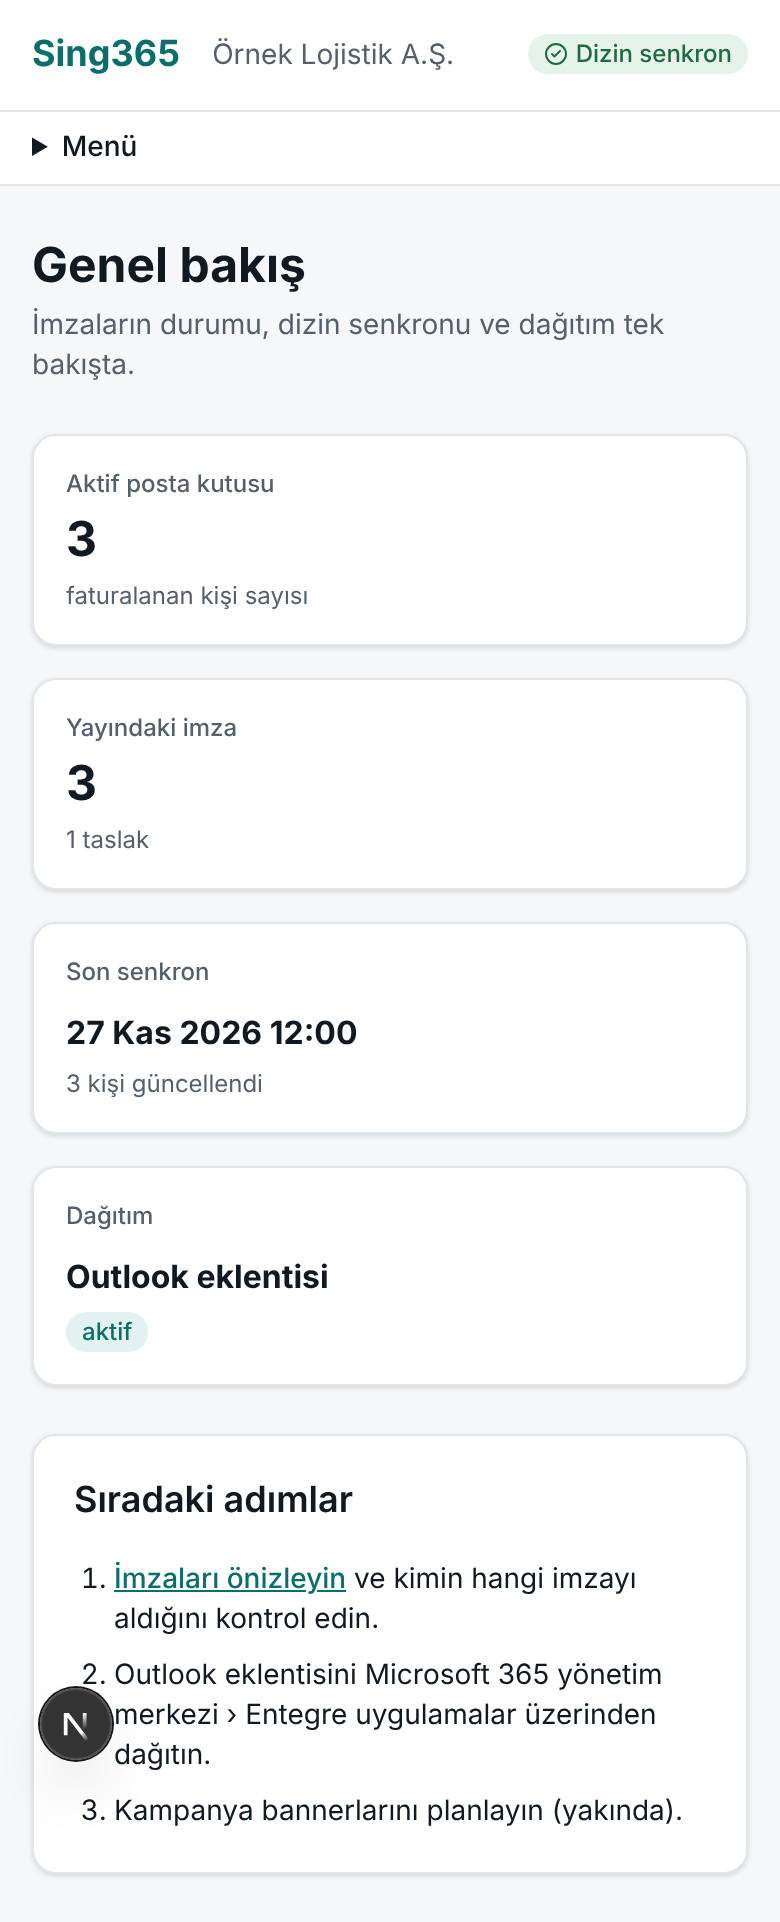 Sing365 Örnek Lojistik A.Ş. Dizin senkron
Menü
Genel bakış
İmzaların durumu, dizin senkronu ve dağıtım tek
bakışta.
Aktif posta kutusu
3
faturalanan kişi sayısı
Yayındaki imza
3
1 taslak
Son senkron
27 Kas 2026 12:00
3 kişi güncellendi
Dağıtım
Outlook eklentisi
aktif
Sıradaki adımlar
1. İmzaları önizleyin ve kimin hangi imzayı
aldığını kontrol edin.
2. Outlook eklentisini Microsoft 365 yönetim
merkezi › Entegre uygulamalar üzerinden
dağıtın.
N
3. Kampanya bannerlarını planlayın (yakında).